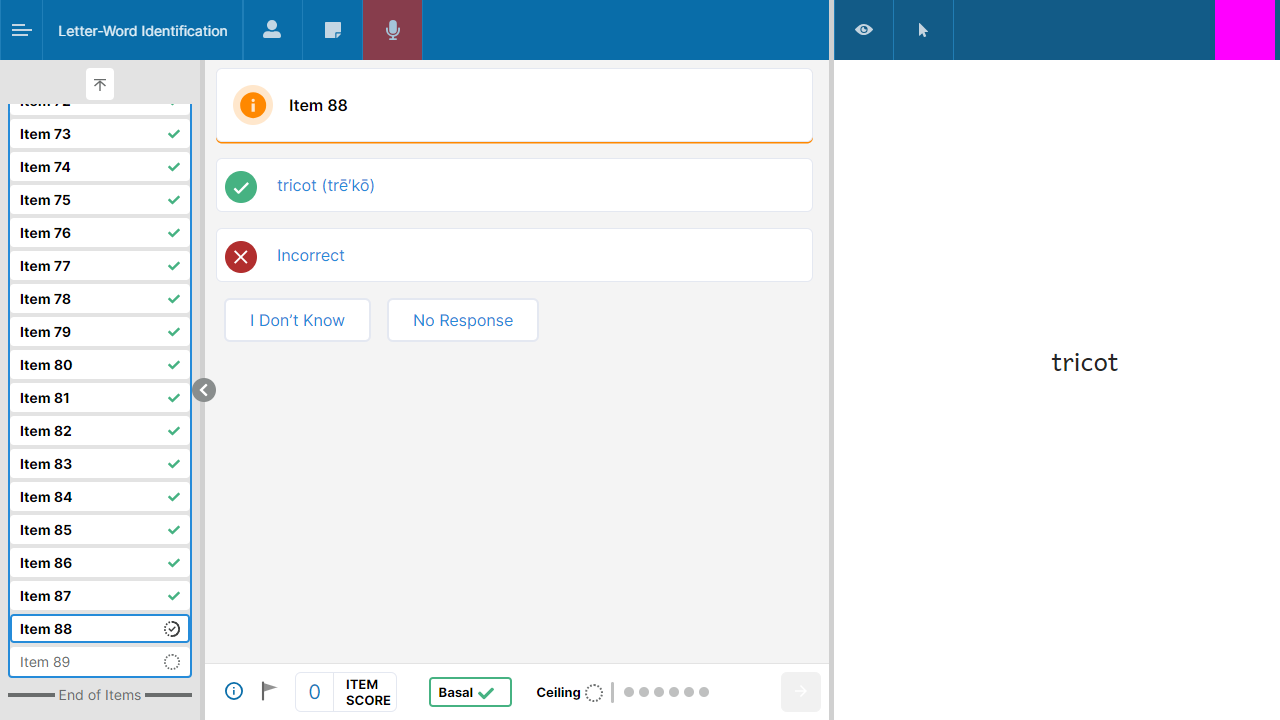 Letter-Word Identification
Item 72
Item 73
Item 74
Item 75
Item 76
Item 77
Item 78
Item 79
Item 80
Item 81
Item 82
Item 83
Item 84
Item 85
Item 86
Item 87
Item 88
Item 89
End of Items
Item 88
tricot (trē′kō)
Incorrect
I Don’t Know
No Response
0
ITEM
SCORE
Basal
Ceiling
tricot